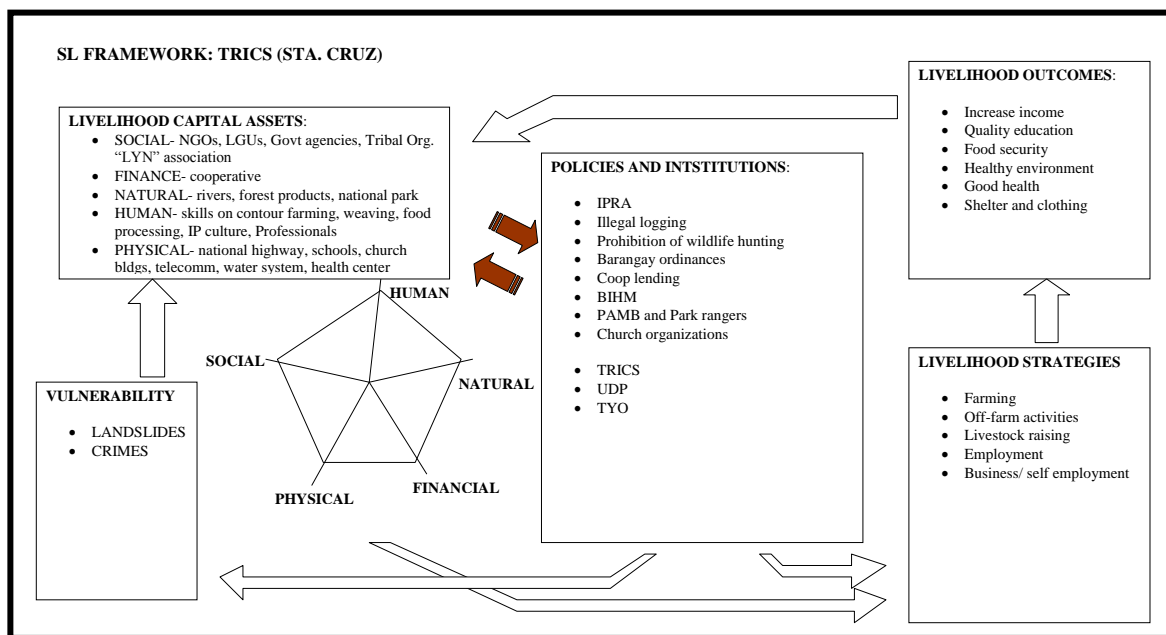 SL FRAMEWORK: TRICS (STA. CRUZ)
LIVELIHOOD CAPITAL ASSETS:
• SOCIAL- NGOs, LGUs, Govt agencies, Tribal Org.
“LYN” association
• FINANCE- cooperative
• NATURAL- rivers, forest products, national park
• HUMAN- skills on contour farming, weaving, food
processing, IP culture, Professionals
• PHYSICAL- national highway, schools, church
bldgs, telecomm, water system, health center
HUMAN
SOCIAL
NATURAL
PHYSICAL
FINANCIAL
VULNERABILITY
• LANDSLIDES
• CRIMES
POLICIES AND INTSTITUTIONS:
• IPRA
• Illegal logging
• Prohibition of wildlife hunting
• Barangay ordinances
• Coop lending
• BIHM
• PAMB and Park rangers
• Church organizations
• TRICS
• UDP
• TYO
LIVELIHOOD OUTCOMES:
• Increase income
• Quality education
• Food security
• Healthy environment
• Good health
• Shelter and clothing
LIVELIHOOD STRATEGIES
• Farming
• Off-farm activities
• Livestock raising
• Employment
• Business/ self employment